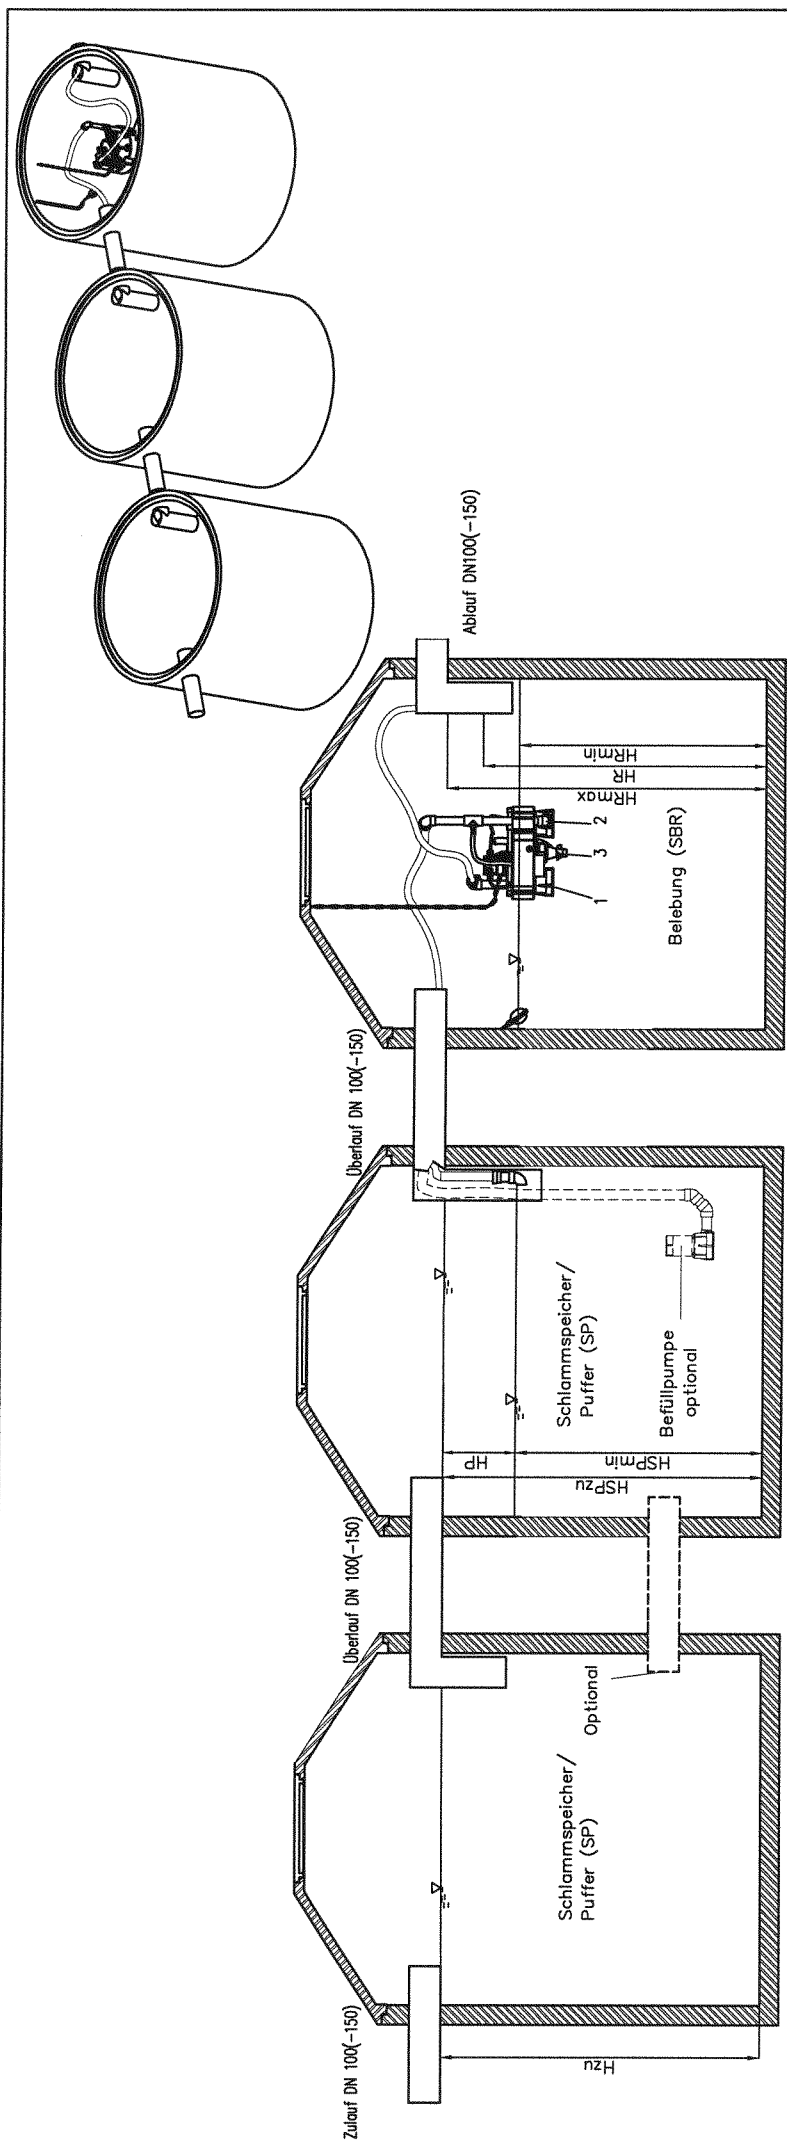 Zulauf DN 100(-150)
Hzu
Schlammspeicher/
Puffer (SP)
Optional
Überlauf DN 100(-150)
HSPzu
HSPmin
HP
Schlammspeicher/
Puffer (SP)
Befüllpumpe
optional
Überlauf DN 100(-150)
1
3
2
Belebung (SBR)
HRmax
HR
HRmin
Ablauf DN100(-150)